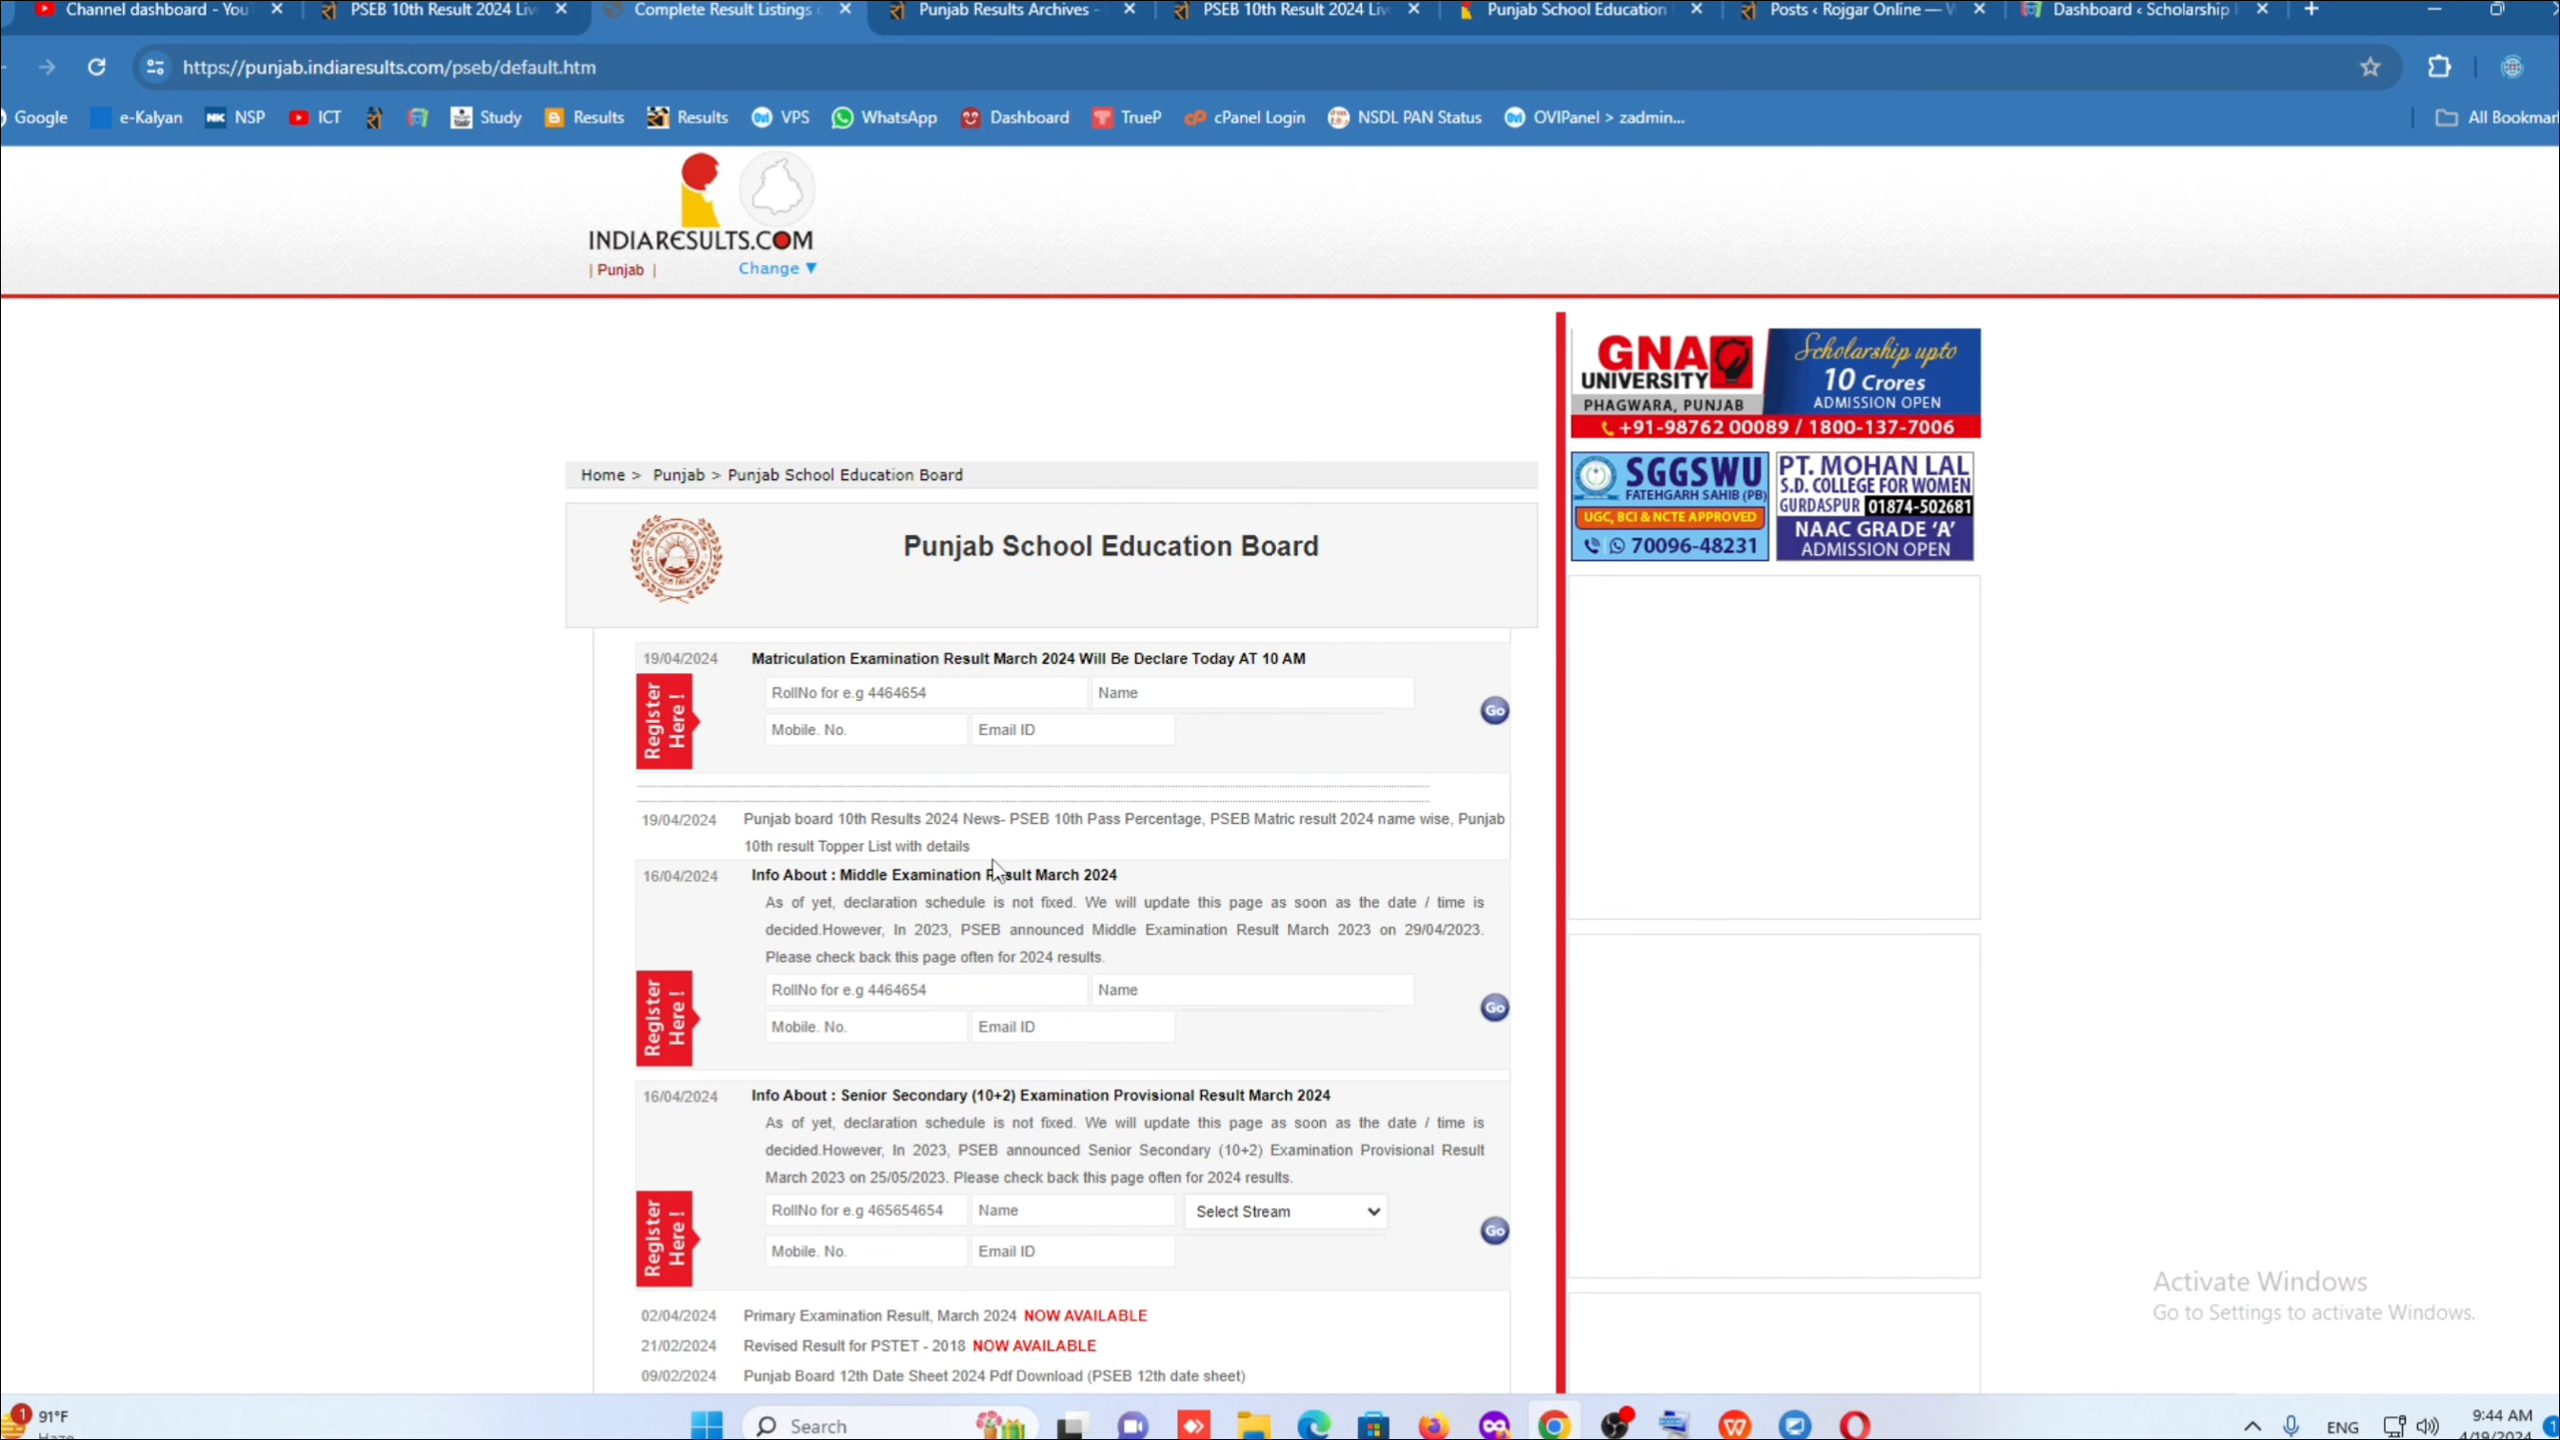 Channel dashboard - You
PSEB 10th Result 2024 Liv
Complete Result Listings
Punjab Results Archives -
PSEB 10th Result 2024 Liv
Punjab School Education
Posts ‹ Rojgar Online —
Dashboard ‹ Scholarship
https://punjab.indiaresults.com/pseb/default.htm
Google e-Kalyan NSP ICT Study Results Results VPS WhatsApp Dashboard TrueP cPanel Login NSDL PAN Status OVIPanel > zadmin...
All Bookmar
INDIARESULTS.COM
| Punjab | Change ▼
GNA
UNIVERSITY
PHAGWARA, PUNJAB
Scholarship upto
10 Crores
ADMISSION OPEN
+91-98762 00089 / 1800-137-7006
SGGSWU
FATEHGARH SAHIB (PB)
UGC, BCI & NCTE APPROVED
70096-48231
PT. MOHAN LAL
S.D. COLLEGE FOR WOMEN
GURDASPUR 01874-502681
NAAC GRADE 'A'
ADMISSION OPEN
Home > Punjab > Punjab School Education Board
Punjab School Education Board
19/04/2024 Matriculation Examination Result March 2024 Will Be Declare Today AT 10 AM
Register Here !
RollNo for e.g 4464654 Name
Go
Mobile. No. Email ID
19/04/2024 Punjab board 10th Results 2024 News- PSEB 10th Pass Percentage, PSEB Matric result 2024 name wise, Punjab
10th result Topper List with details
16/04/2024 Info About : Middle Examination Result March 2024
As of yet, declaration schedule is not fixed. We will update this page as soon as the date / time is
decided.However, In 2023, PSEB announced Middle Examination Result March 2023 on 29/04/2023.
Please check back this page often for 2024 results.
Register Here !
RollNo for e.g 4464654 Name
Go
Mobile. No. Email ID
16/04/2024 Info About : Senior Secondary (10+2) Examination Provisional Result March 2024
As of yet, declaration schedule is not fixed. We will update this page as soon as the date / time is
decided.However, In 2023, PSEB announced Senior Secondary (10+2) Examination Provisional Result
March 2023 on 25/05/2023. Please check back this page often for 2024 results.
Register Here !
RollNo for e.g 465654654 Name Select Stream
Go
Mobile. No. Email ID
02/04/2024 Primary Examination Result, March 2024 NOW AVAILABLE
21/02/2024 Revised Result for PSTET - 2018 NOW AVAILABLE
09/02/2024 Punjab Board 12th Date Sheet 2024 Pdf Download (PSEB 12th date sheet)
Activate Windows
Go to Settings to activate Windows.
1
91°F
Haze
Search
ENG
9:44 AM
4/19/2024
1